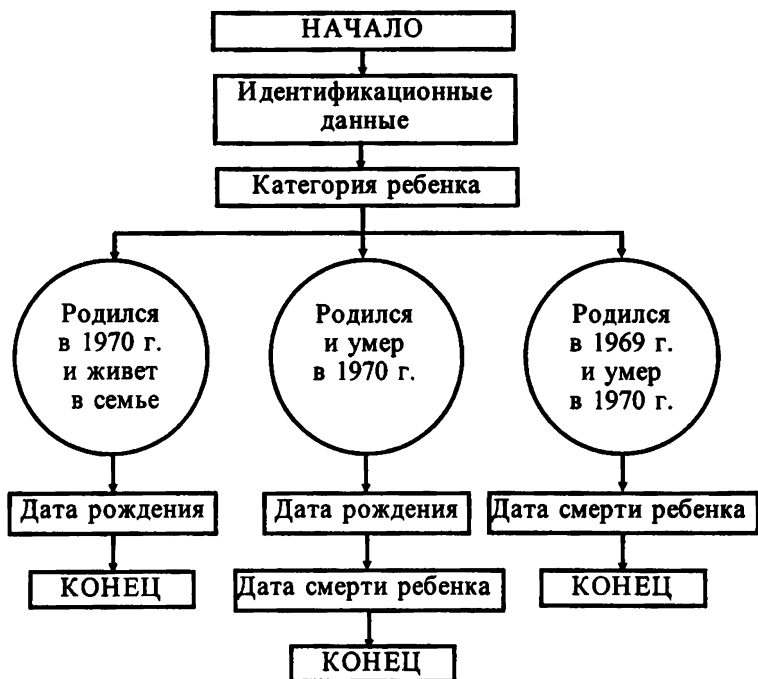 НАЧАЛО
Идентификационные
данные
Категория ребенка
Родился
в 1970 г.
и живет
в семье
Родился
и умер
в 1970 г.
Родился
в 1969 г.
и умер
в 1970 г.
Дата рождения
Дата рождения
Дата смерти ребенка
КОНЕЦ
Дата смерти ребенка
КОНЕЦ
КОНЕЦ